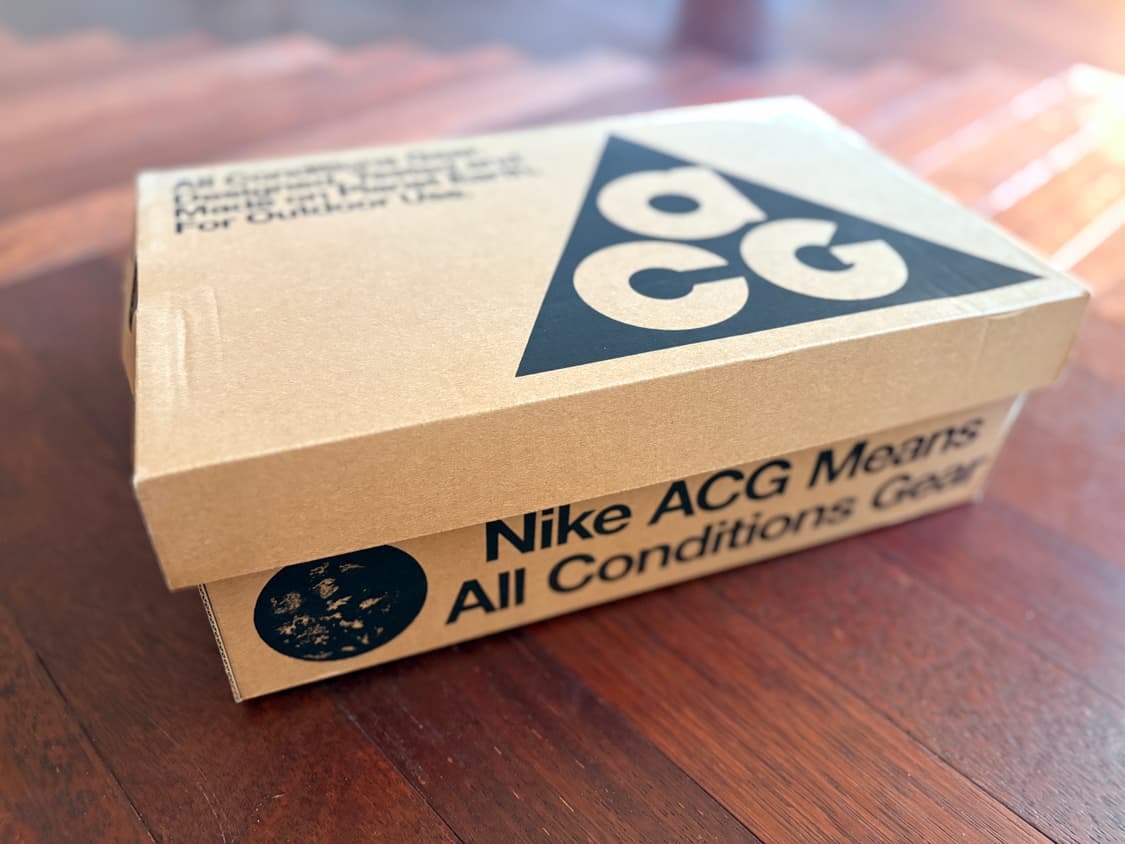 All Conditions Gear.
Designed, Tested and
Made on Planet Earth.
For Outdoor Use.
aCG
Nike ACG Means
All Conditions Gear